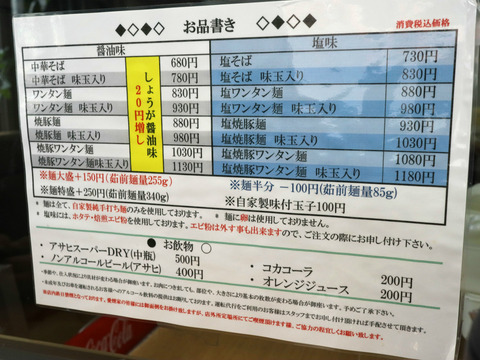 ◆◇◆◇ お品書き ◇◆◇◆
消費税込価格
醤油味
中華そば 680円
中華そば 味玉入り 780円
ワンタン麺 830円
ワンタン麺 味玉入り 930円
焼豚麺 880円
焼豚麺 味玉入り 980円
焼豚ワンタン麺 1030円
焼豚ワンタン麺味玉入り 1130円
しょうが醤油味
20円増し
塩味
塩そば 730円
塩そば 味玉入り 830円
塩ワンタン麺 880円
塩ワンタン麺 味玉入り 980円
塩焼豚麺 930円
塩焼豚麺 味玉入り 1030円
塩焼豚ワンタン麺 1080円
塩焼豚ワンタン麺 味玉入り 1180円
※麺大盛+150円(茹前麺量255g)
※麺半分 -100円(茹前麺量85g)
※麺特盛+250円(茹前麺量340g)
※自家製味付玉子100円
* 麺は全て、自家製純手打ち麺のみを使用しております。 * 麺に卵は使用しておりません。
* 塩味には、ホタテ・焙煎エビ粉を使用しております。エビ粉は外す事も出来ますので、ご注文の際にお申し付け下さい。
● お飲物
・ アサヒスーパーDRY(中瓶) 500円
・ ノンアルコールビール(アサヒ) 400円
・ コカコーラ 200円
・ オレンジジュース 200円
Coca-Cola